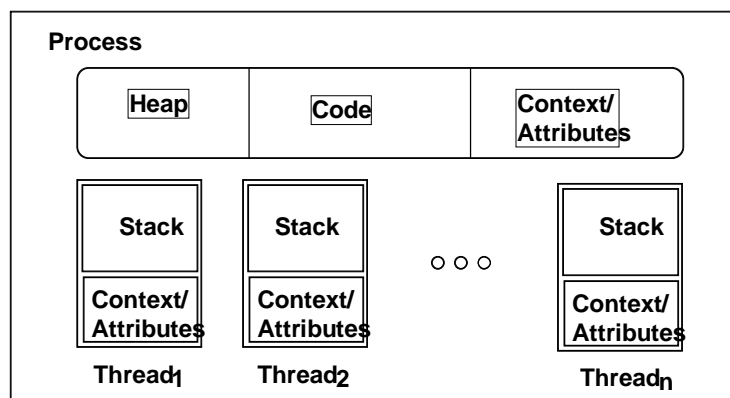 Process
Heap
Code
Context/
Attributes
Stack
Stack
Stack
Context/
Attributes
Context/
Attributes
Context/
Attributes
Thread1
Thread2
Threadn